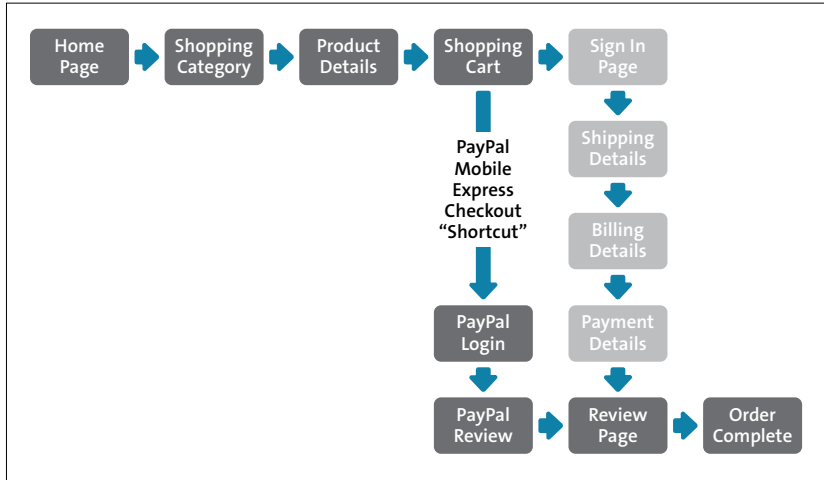 Home
Page
Shopping
Category
Product
Details
Shopping
Cart
Sign In
Page
PayPal
Mobile
Express
Checkout
“Shortcut”
Shipping
Details
Billing
Details
PayPal
Login
Payment
Details
PayPal
Review
Review
Page
Order
Complete